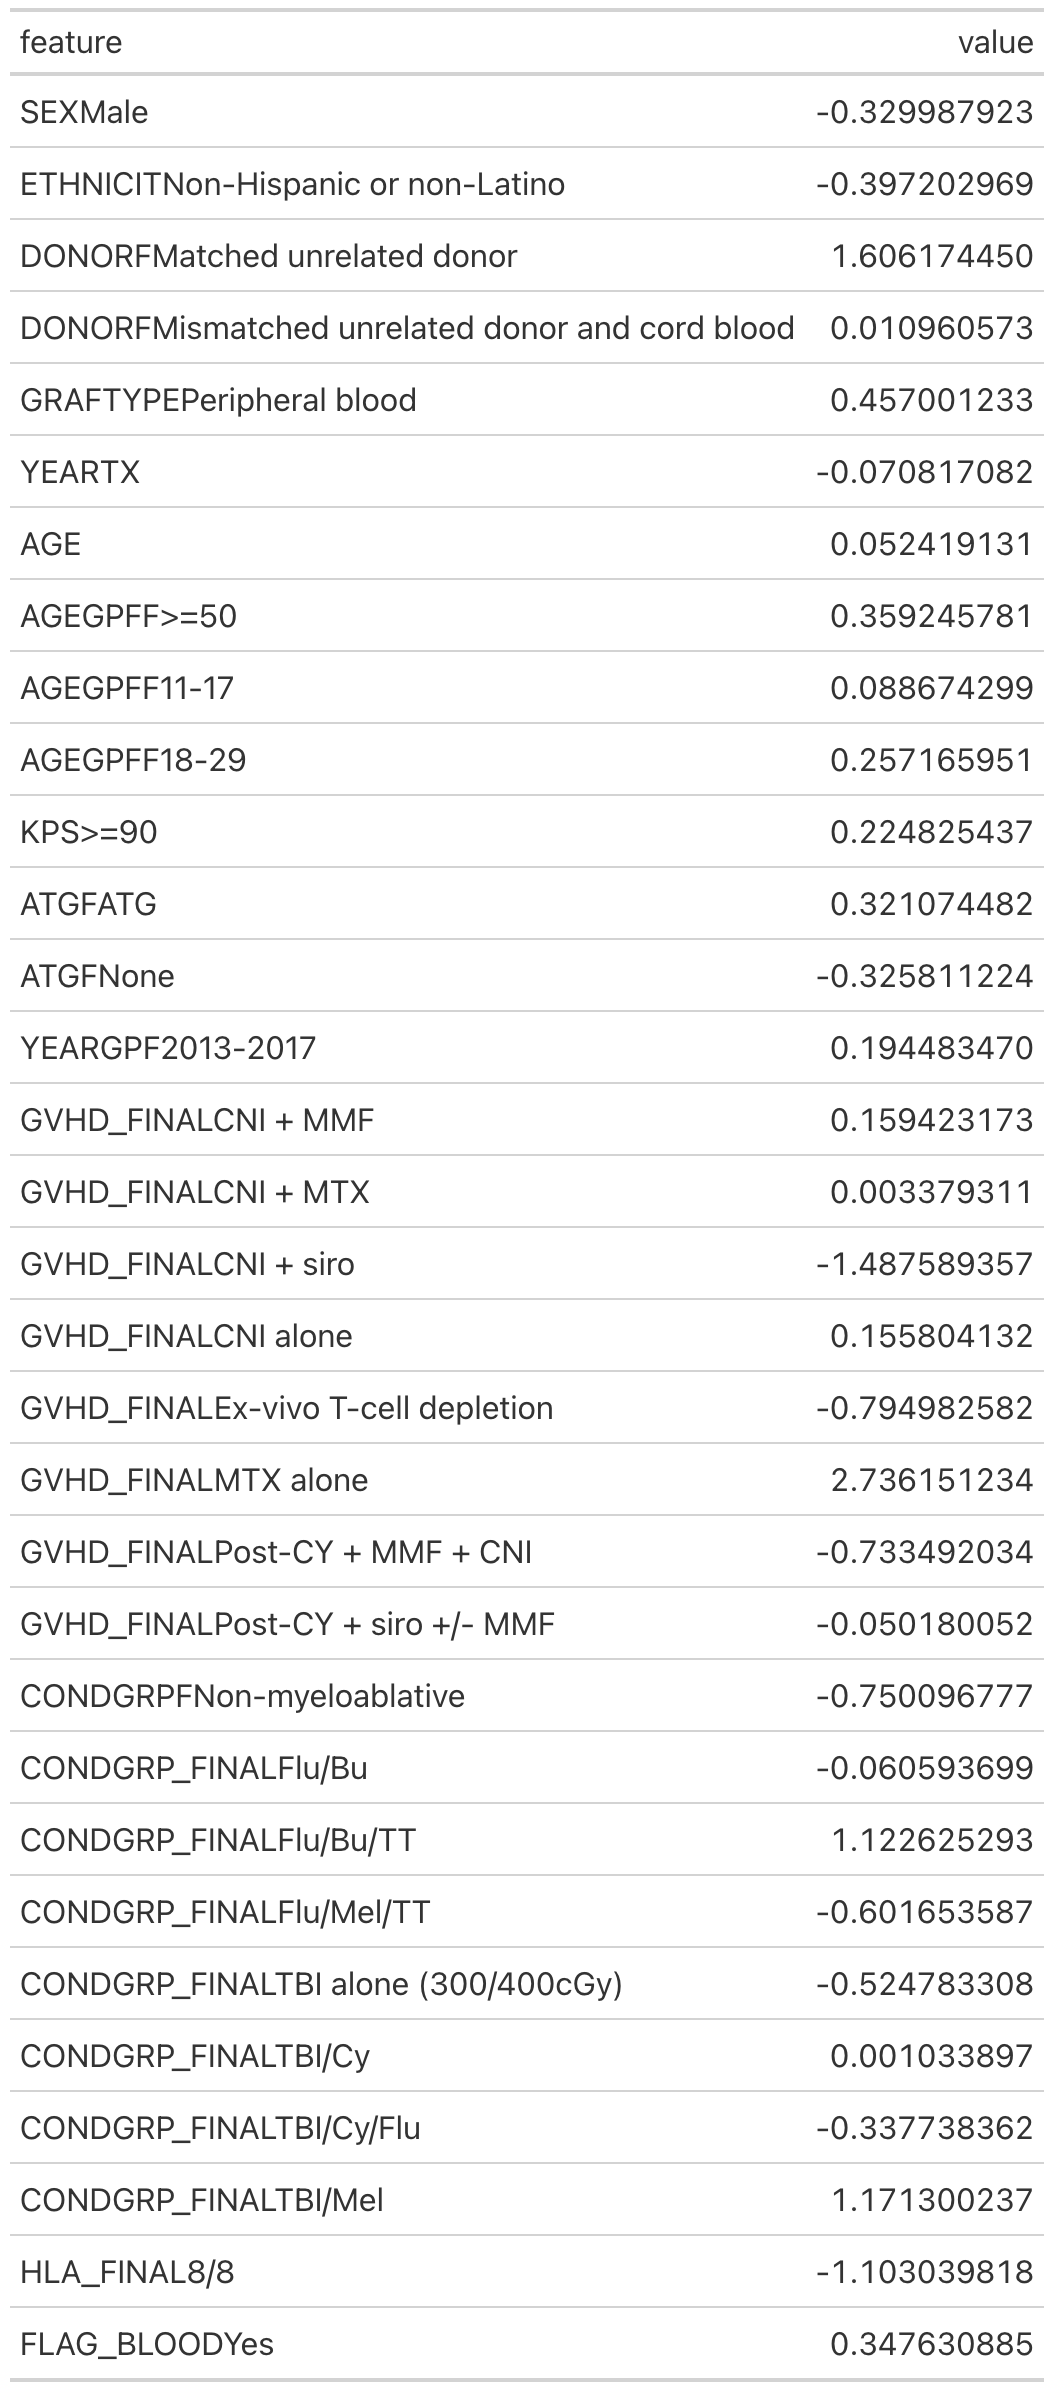 feature value
SEXMale -0.329987923
ETHNICITNon-Hispanic or non-Latino -0.397202969
DONORFMatched unrelated donor 1.606174450
DONORFMismatched unrelated donor and cord blood 0.010960573
GRAFTYPEPeripheral blood 0.457001233
YEARTX -0.070817082
AGE 0.052419131
AGEGPFF>=50 0.359245781
AGEGPFF11-17 0.088674299
AGEGPFF18-29 0.257165951
KPS>=90 0.224825437
ATGFATG 0.321074482
ATGFNone -0.325811224
YEARGPF2013-2017 0.194483470
GVHD_FINALCNI + MMF 0.159423173
GVHD_FINALCNI + MTX 0.003379311
GVHD_FINALCNI + siro -1.487589357
GVHD_FINALCNI alone 0.155804132
GVHD_FINALEx-vivo T-cell depletion -0.794982582
GVHD_FINALMTX alone 2.736151234
GVHD_FINALPost-CY + MMF + CNI -0.733492034
GVHD_FINALPost-CY + siro +/- MMF -0.050180052
CONDGRPFNon-myeloablative -0.750096777
CONDGRP_FINALFlu/Bu -0.060593699
CONDGRP_FINALFlu/Bu/TT 1.122625293
CONDGRP_FINALFlu/Mel/TT -0.601653587
CONDGRP_FINALTBI alone (300/400cGy) -0.524783308
CONDGRP_FINALTBI/Cy 0.001033897
CONDGRP_FINALTBI/Cy/Flu -0.337738362
CONDGRP_FINALTBI/Mel 1.171300237
HLA_FINAL8/8 -1.103039818
FLAG_BLOODYes 0.347630885